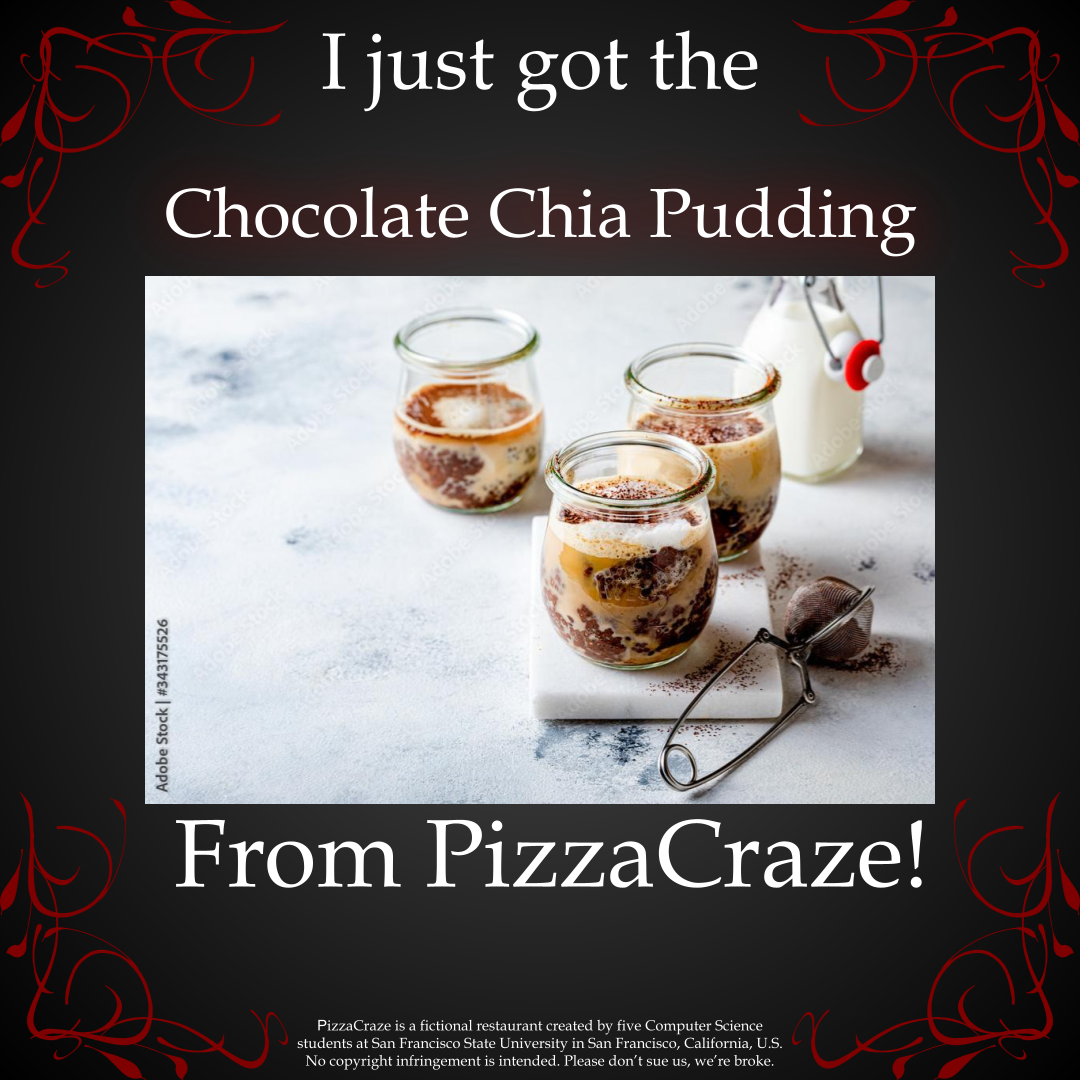 I just got the
Chocolate Chia Pudding
Adobe Stock | #343175526
From PizzaCraze!
PizzaCraze is a fictional restaurant created by five Computer Science
students at San Francisco State University in San Francisco, California, U.S.
No copyright infringement is intended. Please don’t sue us, we’re broke.